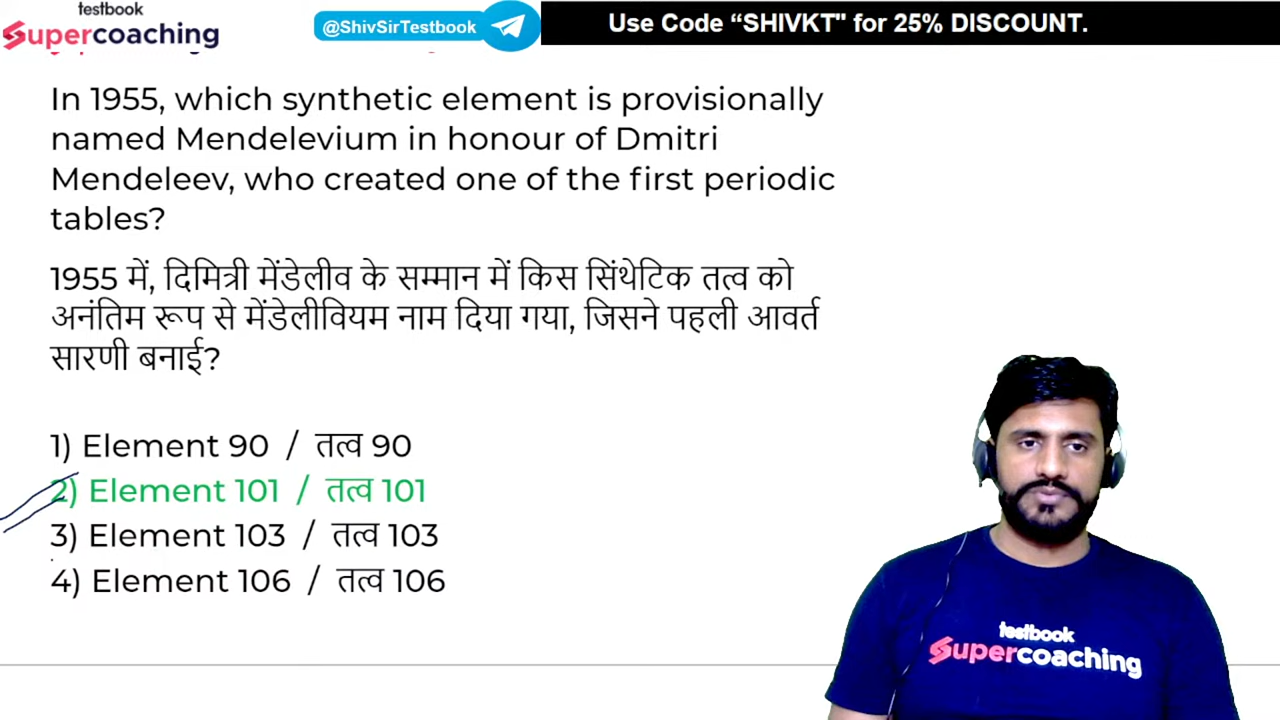 testbook
Supercoaching
@ShivSirTestbook
Use Code “SHIVKT" for 25% DISCOUNT.
In 1955, which synthetic element is provisionally
named Mendelevium in honour of Dmitri
Mendeleev, who created one of the first periodic
tables?
1955 में, दिमित्री मेंडेलीव के सम्मान में किस सिंथेटिक तत्व को
अनंतिम रूप से मेंडेलीवियम नाम दिया गया, जिसने पहली आवर्त
सारणी बनाई?
1) Element 90 / तत्व 90
2) Element 101 / तत्व 101
3) Element 103 / तत्व 103
4) Element 106 / तत्व 106
testbook
Supercoaching